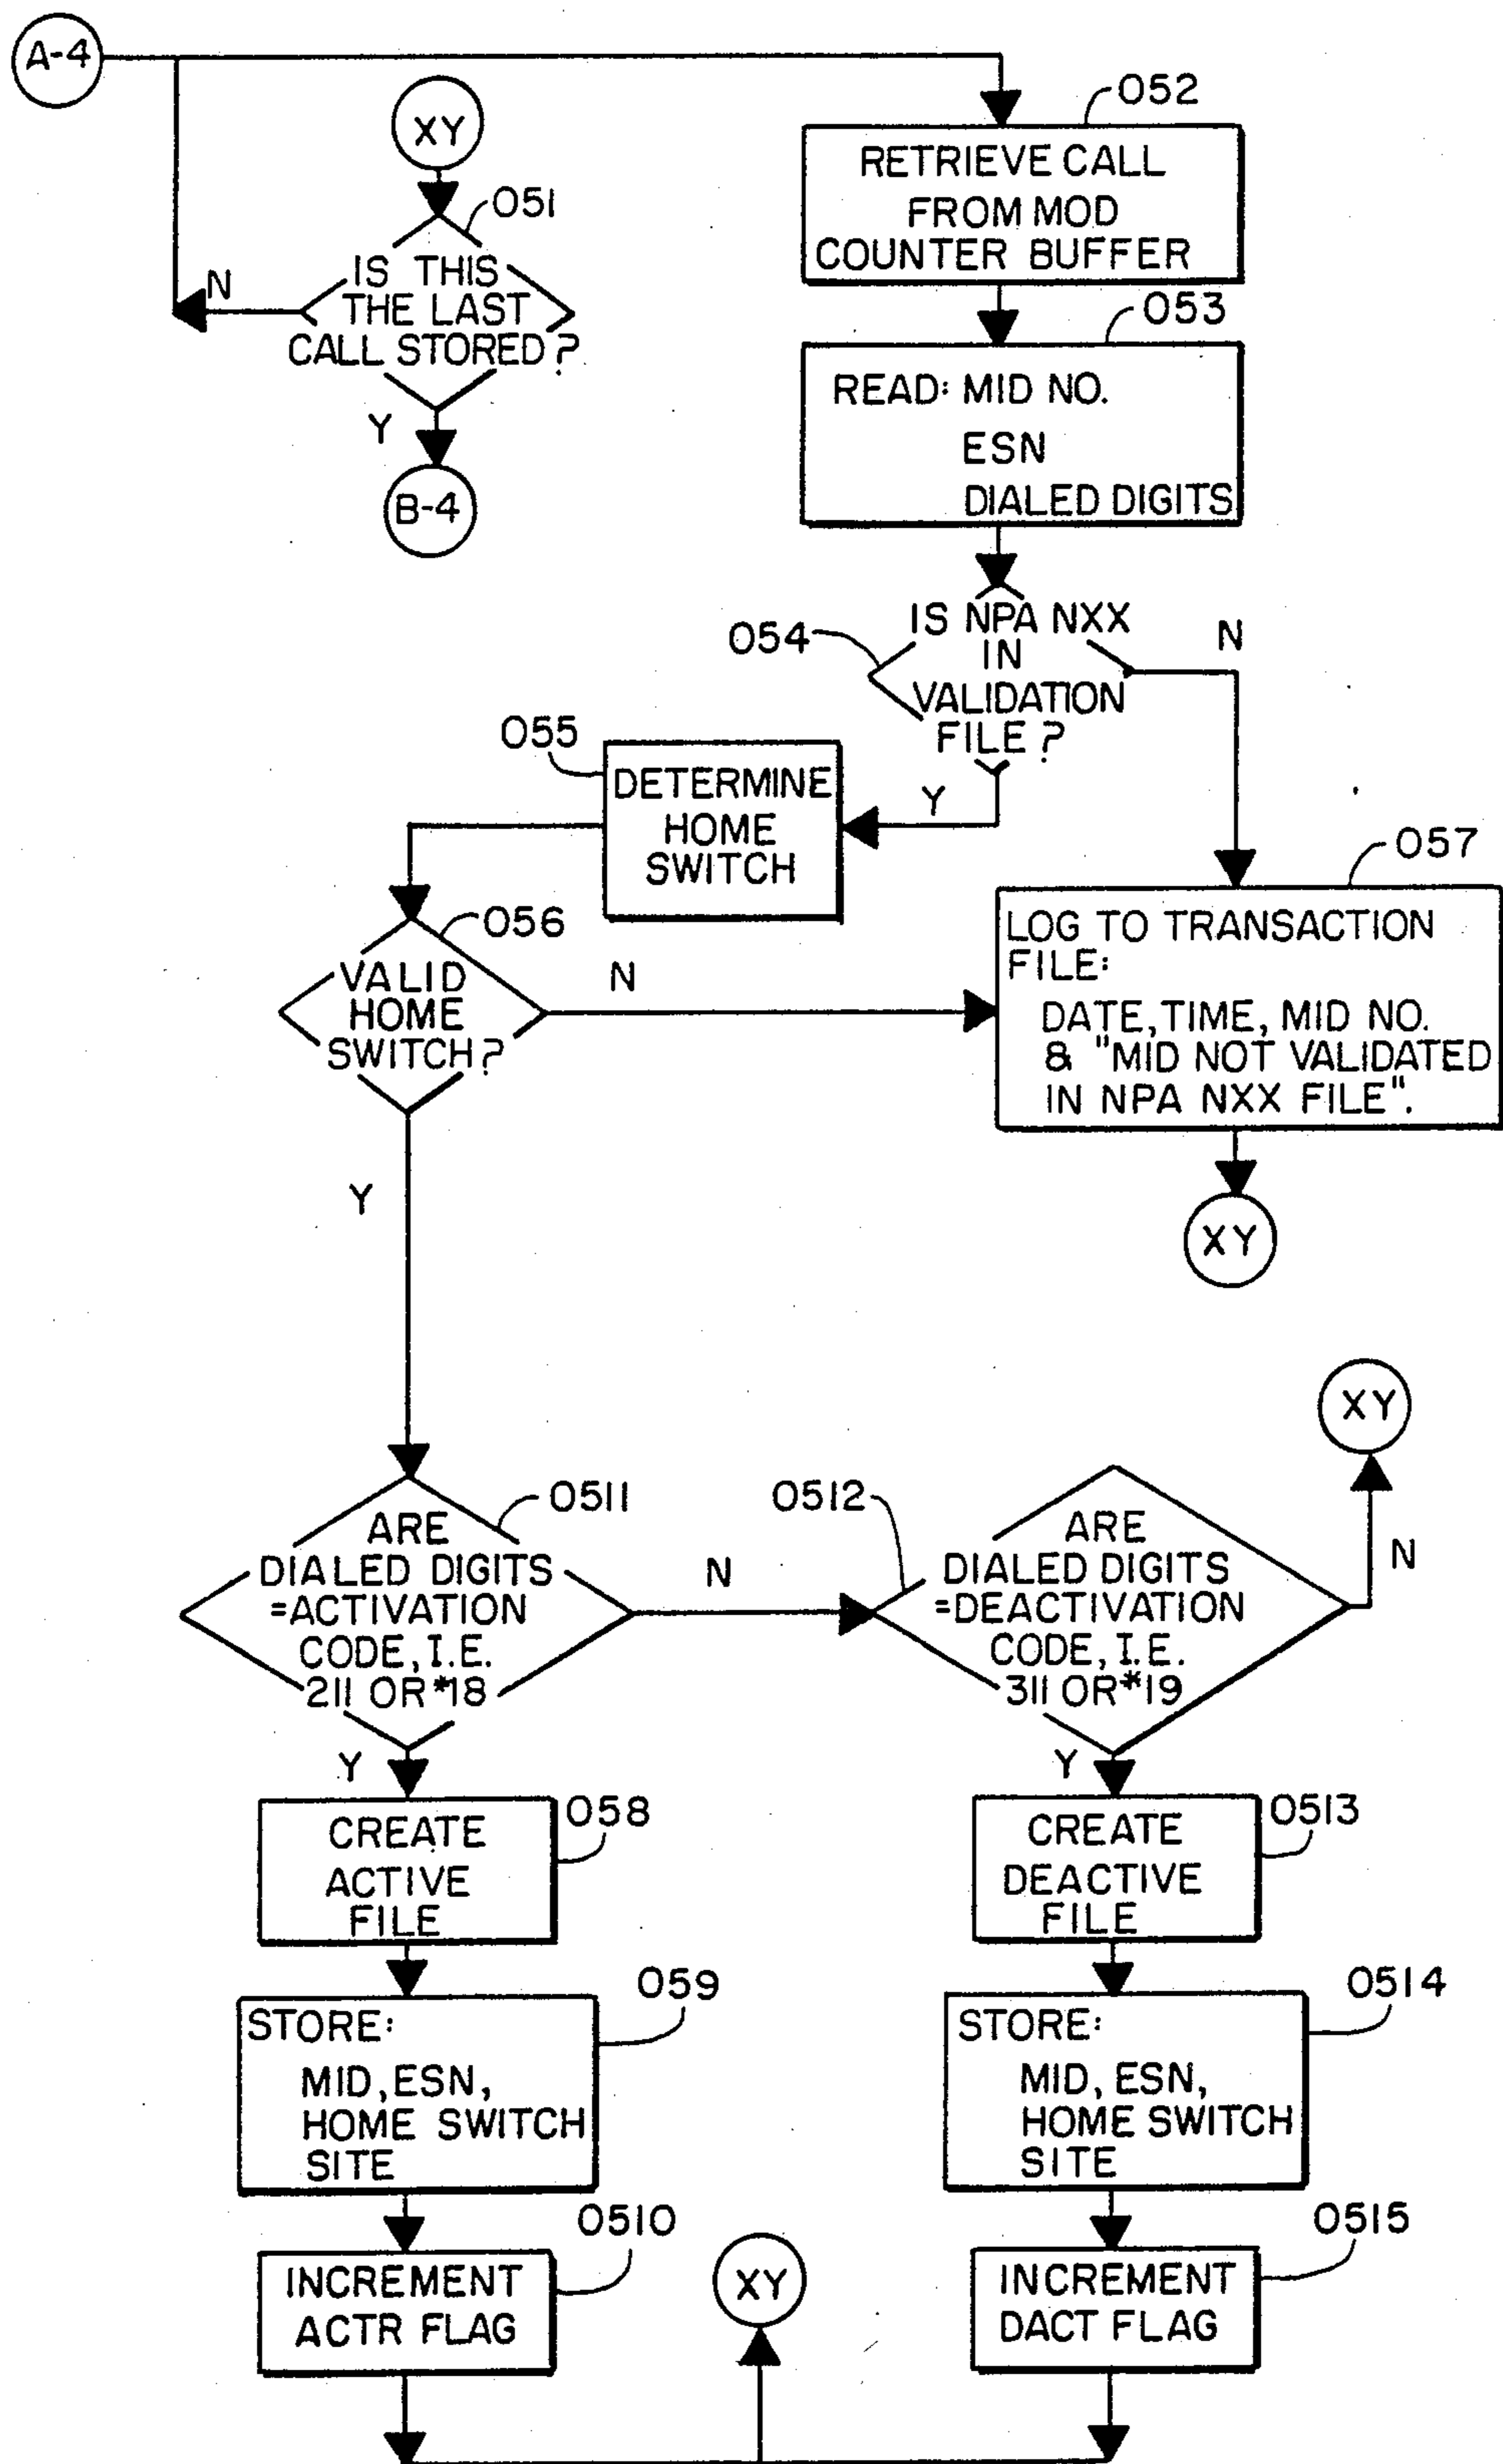 A-4
XY
051
IS THIS
THE LAST
CALL STORED?
N
Y
B-4
052
RETRIEVE CALL
FROM MOD
COUNTER BUFFER
053
READ: MID NO.
ESN
DIALED DIGITS
054
IS NPA NXX
IN
VALIDATION
FILE?
N
Y
055
DETERMINE
HOME
SWITCH
056
VALID
HOME
SWITCH?
N
Y
057
LOG TO TRANSACTION
FILE:
DATE, TIME, MID NO.
& "MID NOT VALIDATED
IN NPA NXX FILE".
XY
0511
ARE
DIALED DIGITS
=ACTIVATION
CODE, I.E.
211 OR *18
N
Y
0512
ARE
DIALED DIGITS
=DEACTIVATION
CODE, I.E.
311 OR *19
N
XY
Y
058
CREATE
ACTIVE
FILE
059
STORE:
MID, ESN,
HOME SWITCH
SITE
0510
INCREMENT
ACTR FLAG
XY
0513
CREATE
DEACTIVE
FILE
0514
STORE:
MID, ESN,
HOME SWITCH
SITE
0515
INCREMENT
DACT FLAG